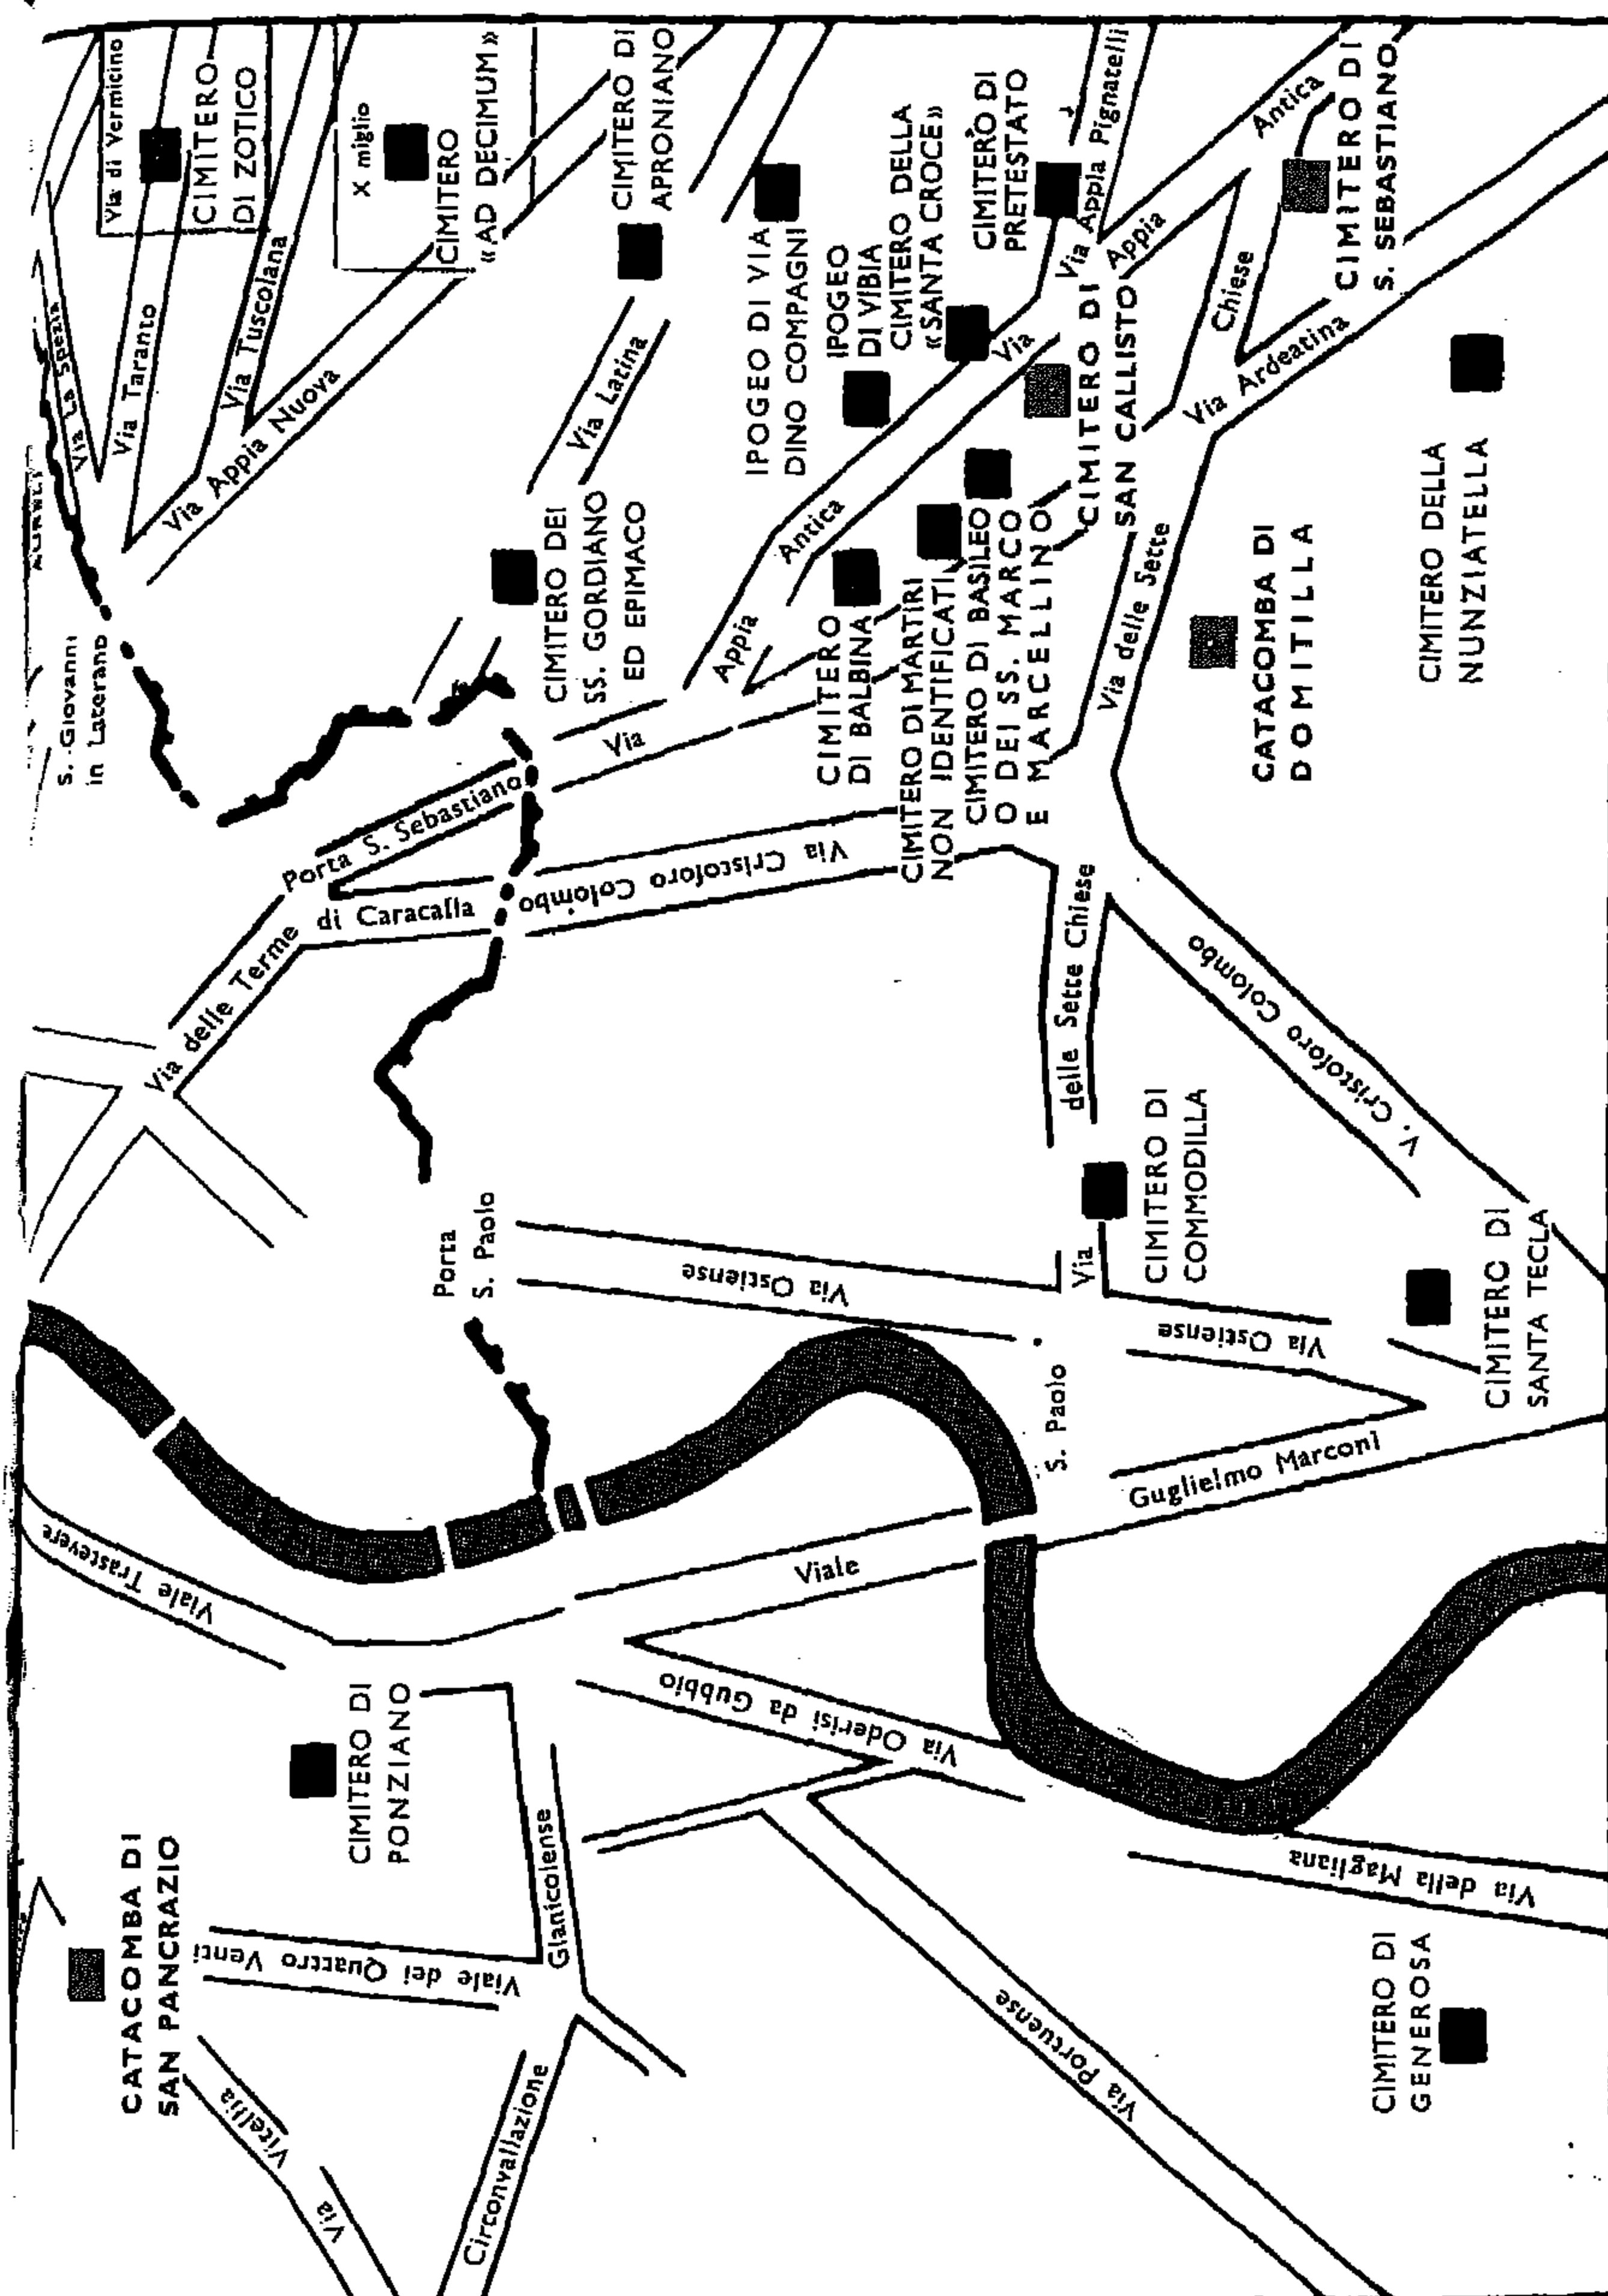 Via di Vermicino
CIMITERO
DI ZOTICO
X miglio
CIMITERO
«AD DECIMUM»
CIMITERO DI
APRONIANO
Via La Spezia
Via Taranto
Via Tuscolana
Via Appia Nuova
Via Latina
S. Giovanni
in Laterano
CIMITERO DEI
SS. GORDIANO
ED EPIMACO
IPOGEO DI VIA
DINO COMPAGNI
IPOGEO
DI VIBIA
CIMITERO DELLA
«SANTA CROCE»
CIMITERO DI
PRETESTATO
Via Appia Pignatelli
Via
Appia
Antica
Via
Appia
Antica
CIMITERO DI
S. SEBASTIANO
CIMITERO DI
SAN CALLISTO
Chiese
Via Ardeatina
Via delle Sette
CIMITERO
DI BALBINA
CIMITERO DI MARTIRI
NON IDENTIFICATI
CIMITERO DI BASILEO
O DEI SS. MARCO
E MARCELLINO
CATACOMBA DI
DOMITILLA
CIMITERO DELLA
NUNZIATELLA
Porta S. Sebastiano
Via delle Terme
di Caracalla
Via Cristoforo Colombo
delle Sette Chiese
Via
V. Cristoforo Colombo
CIMITERO DI
COMMODILLA
CIMITERO DI
SANTA TECLA
Porta
S. Paolo
Via Ostiense
Via Ostiense
S. Paolo
Viale
Guglielmo Marconi
Viale Trastevere
CIMITERO DI
PONZIANO
Via Oderisi da Gubbio
CATACOMBA DI
SAN PANCRAZIO
Viale dei Quattro Venti
Circonvallazione
Gianicolense
Via
Vitellia
Via Portuense
Via della Magliana
CIMITERO DI
GENEROSA